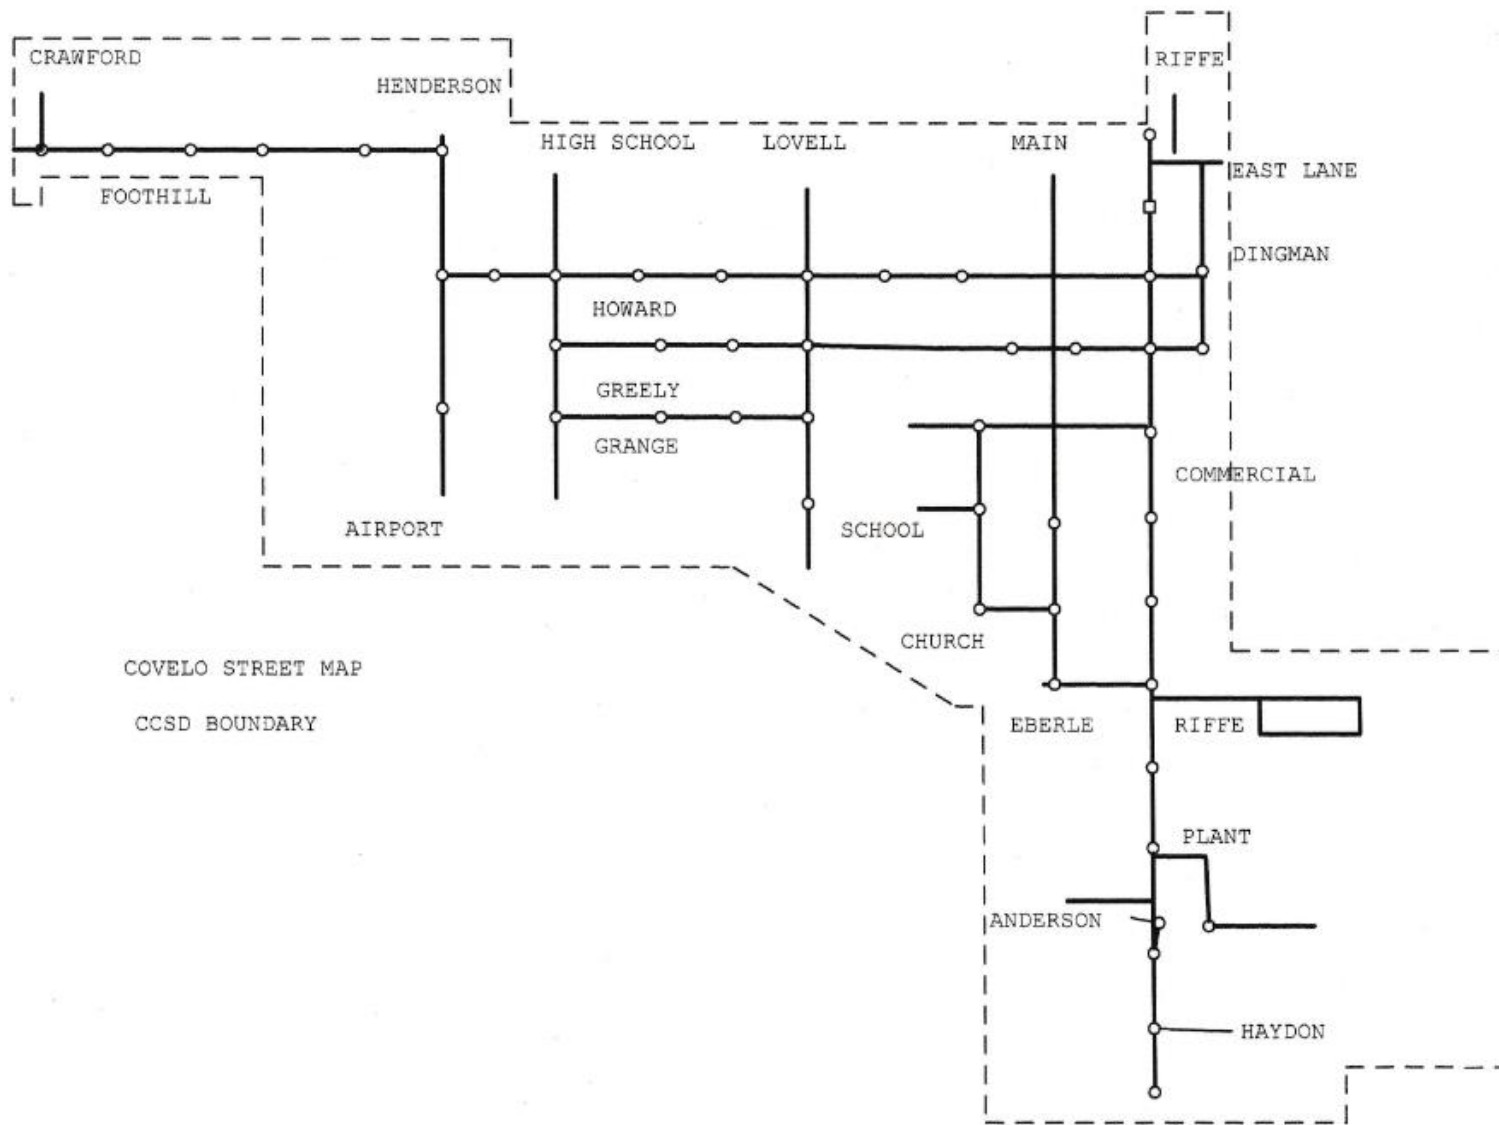 CRAWFORD
RIFFE
HENDERSON
HIGH SCHOOL
LOVELL
MAIN
EAST LANE
FOOTHILL
DINGMAN
HOWARD
GREELY
GRANGE
COMMERCIAL
AIRPORT
SCHOOL
CHURCH
COVELO STREET MAP
CCSD BOUNDARY
EBERLE
RIFFE
PLANT
ANDERSON
HAYDON